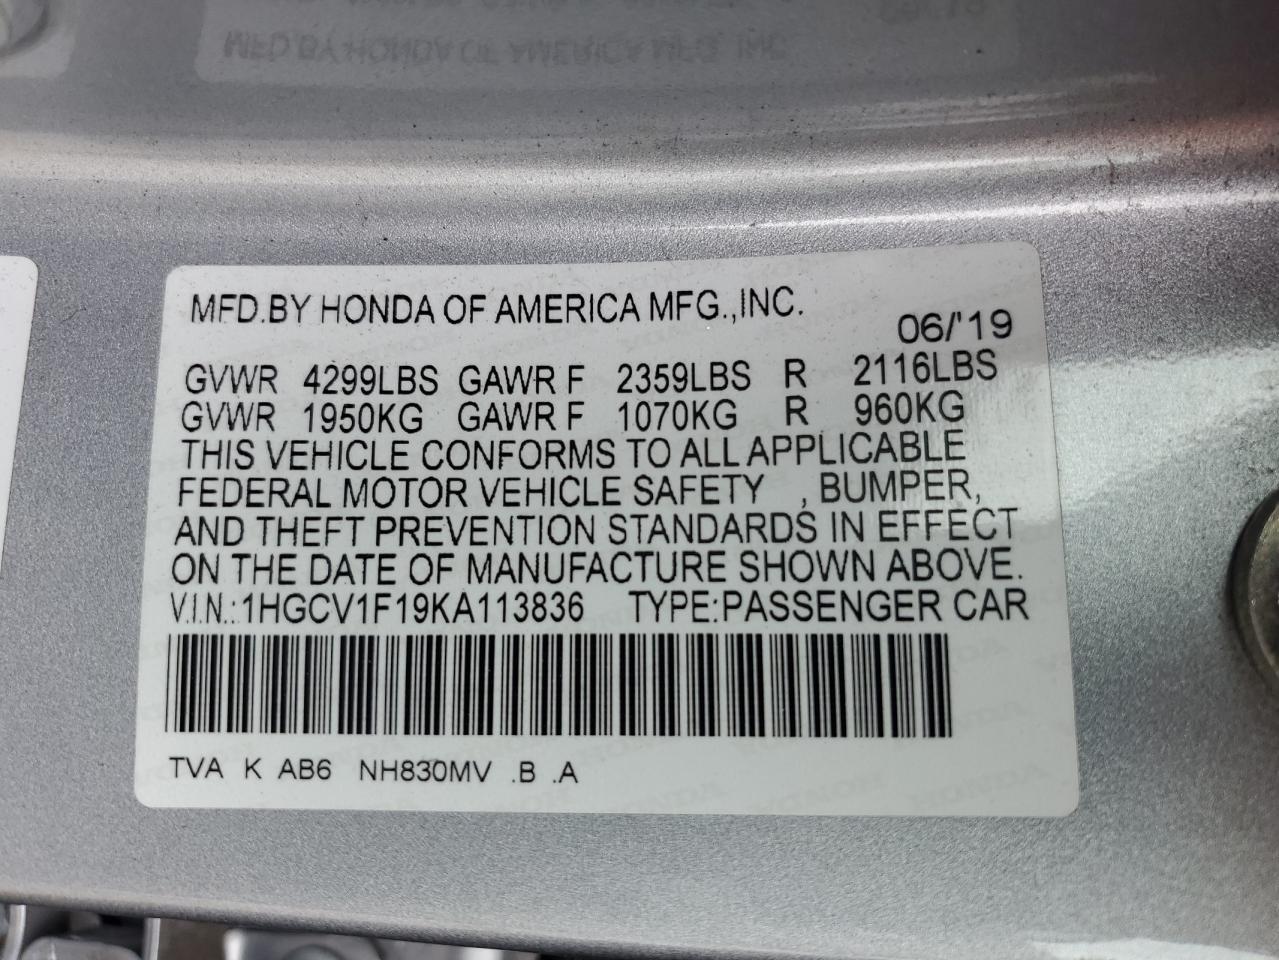 MFD.BY HONDA OF AMERICA MFG.,INC.
06/'19
GVWR 4299LBS GAWR F 2359LBS R 2116LBS
GVWR 1950KG GAWR F 1070KG R 960KG
THIS VEHICLE CONFORMS TO ALL APPLICABLE
FEDERAL MOTOR VEHICLE SAFETY , BUMPER,
AND THEFT PREVENTION STANDARDS IN EFFECT
ON THE DATE OF MANUFACTURE SHOWN ABOVE.
V.I.N.:1HGCV1F19KA113836 TYPE:PASSENGER CAR
TVA K AB6 NH830MV .B .A